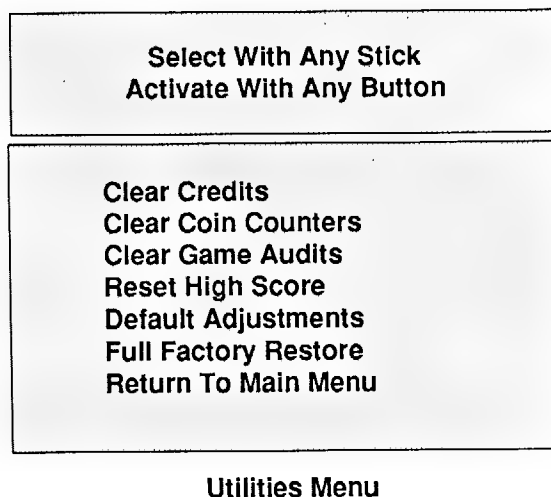 Select With Any Stick
Activate With Any Button
Clear Credits
Clear Coin Counters
Clear Game Audits
Reset High Score
Default Adjustments
Full Factory Restore
Return To Main Menu
Utilities Menu